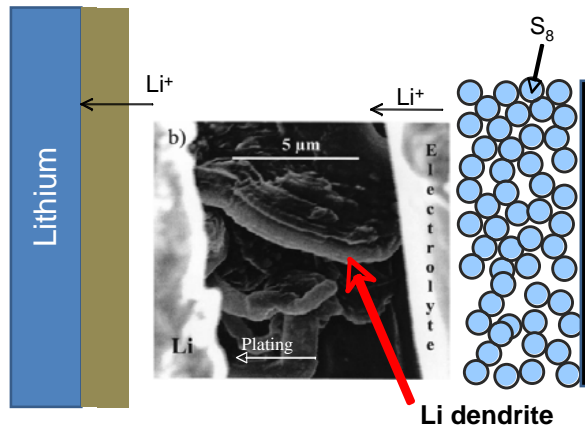 S8
Li+
Li+
b)
5 µm
Electrolyte
Lithium
Li
Plating
Li dendrite